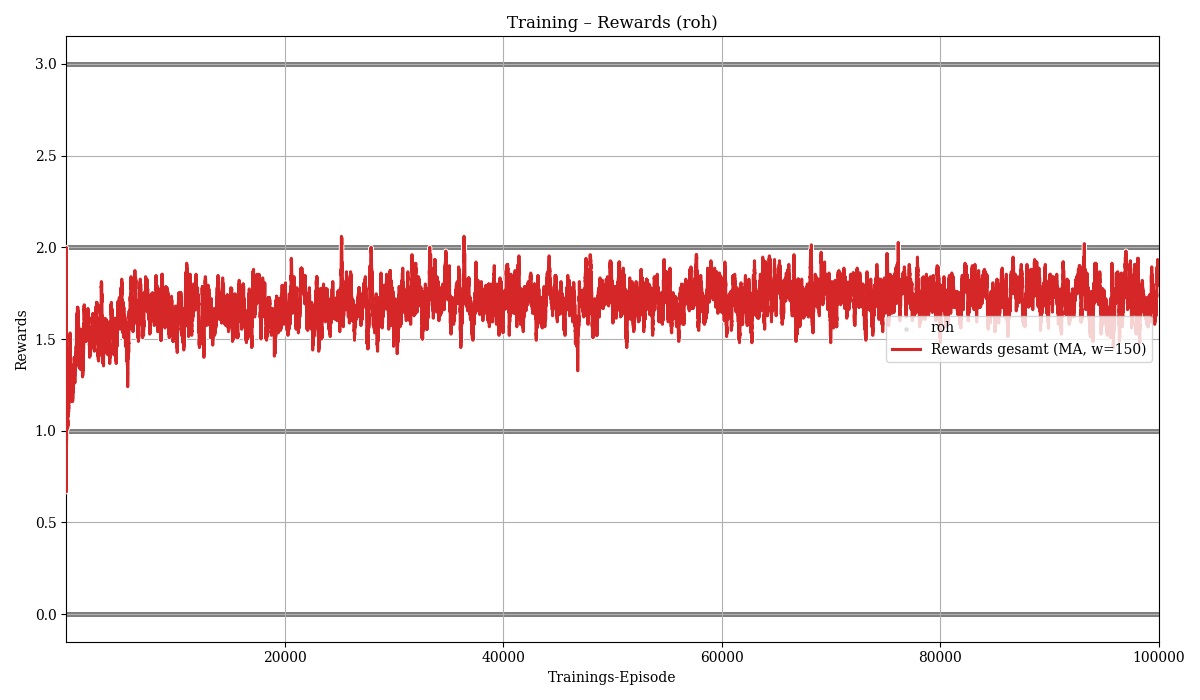 Training – Rewards (roh)
3.0
2.5
2.0
1.5
1.0
0.5
0.0
Rewards
roh
Rewards gesamt (MA, w=150)
20000
40000
60000
80000
100000
Trainings-Episode